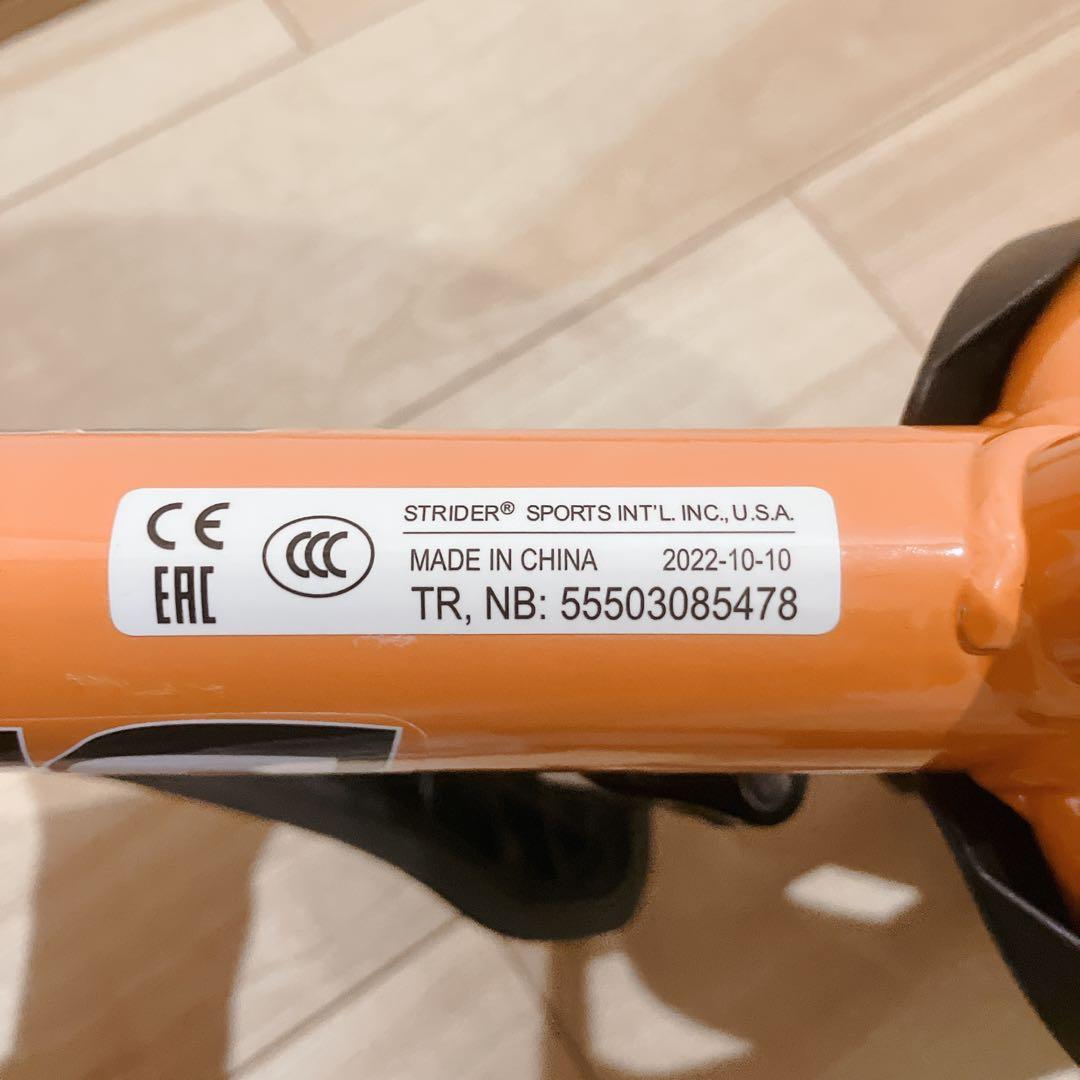 CE
EAC
CCC
STRIDER® SPORTS INT'L. INC., U.S.A.
MADE IN CHINA 2022-10-10
TR, NB: 55503085478